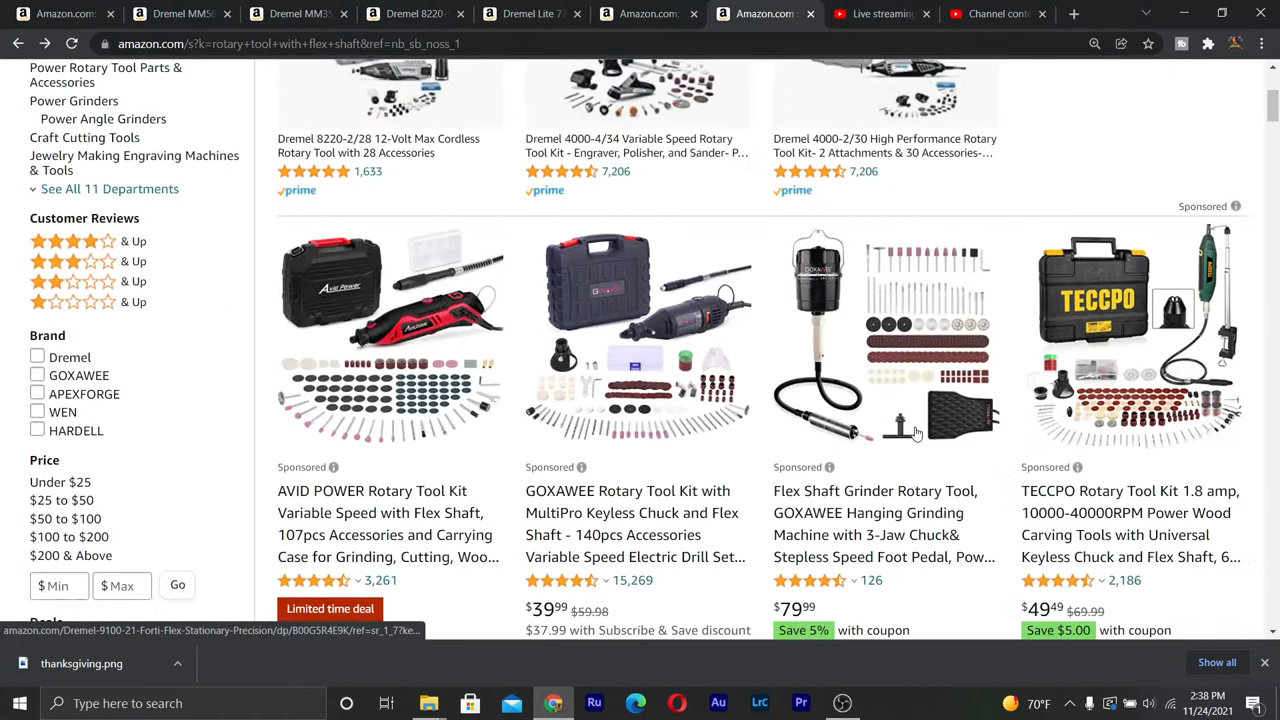 Amazon.com
Dremel MM50
Dremel MM35
Dremel 8220-
Dremel Lite 77
Amazon.com:
Amazon.com
Live streami
Channel cont
amazon.com/s?k=rotary+tool+with+flex+shaft&ref=nb_sb_noss_1
Power Rotary Tool Parts &
Accessories
Power Grinders
Power Angle Grinders
Craft Cutting Tools
Jewelry Making Engraving Machines
& Tools
See All 11 Departments
Customer Reviews
& Up
& Up
& Up
& Up
Brand
Dremel
GOXAWEE
APEXFORGE
WEN
HARDELL
Price
Under $25
$25 to $50
$50 to $100
$100 to $200
$200 & Above
$ Min
$ Max
Go
Dremel 8220-2/28 12-Volt Max Cordless
Rotary Tool with 28 Accessories
1,633
prime
Dremel 4000-4/34 Variable Speed Rotary
Tool Kit - Engraver, Polisher, and Sander- P...
7,206
prime
Dremel 4000-2/30 High Performance Rotary
Tool Kit- 2 Attachments & 30 Accessories-...
7,206
prime
Sponsored
Avid Power
GOXAWEE
TECCPO
TECCPO
Sponsored
AVID POWER Rotary Tool Kit
Variable Speed with Flex Shaft,
107pcs Accessories and Carrying
Case for Grinding, Cutting, Woo...
3,261
Limited time deal
Sponsored
GOXAWEE Rotary Tool Kit with
MultiPro Keyless Chuck and Flex
Shaft - 140pcs Accessories
Variable Speed Electric Drill Set...
15,269
$39.99 $59.98
$37.99 with Subscribe & Save discount
Sponsored
Flex Shaft Grinder Rotary Tool,
GOXAWEE Hanging Grinding
Machine with 3-Jaw Chuck&
Stepless Speed Foot Pedal, Pow...
126
$79.99
Save 5% with coupon
Sponsored
TECCPO Rotary Tool Kit 1.8 amp,
10000-40000RPM Power Wood
Carving Tools with Universal
Keyless Chuck and Flex Shaft, 6...
2,186
$49.49 $69.99
Save $5.00 with coupon
amazon.com/Dremel-9100-21-Forti-Flex-Stationary-Precision/dp/B00G5R4E9K/ref=sr_1_7?ke...
thanksgiving.png
Show all
Type here to search
Ru
Au
LrC
Pr
70°F
2:38 PM
11/24/2021